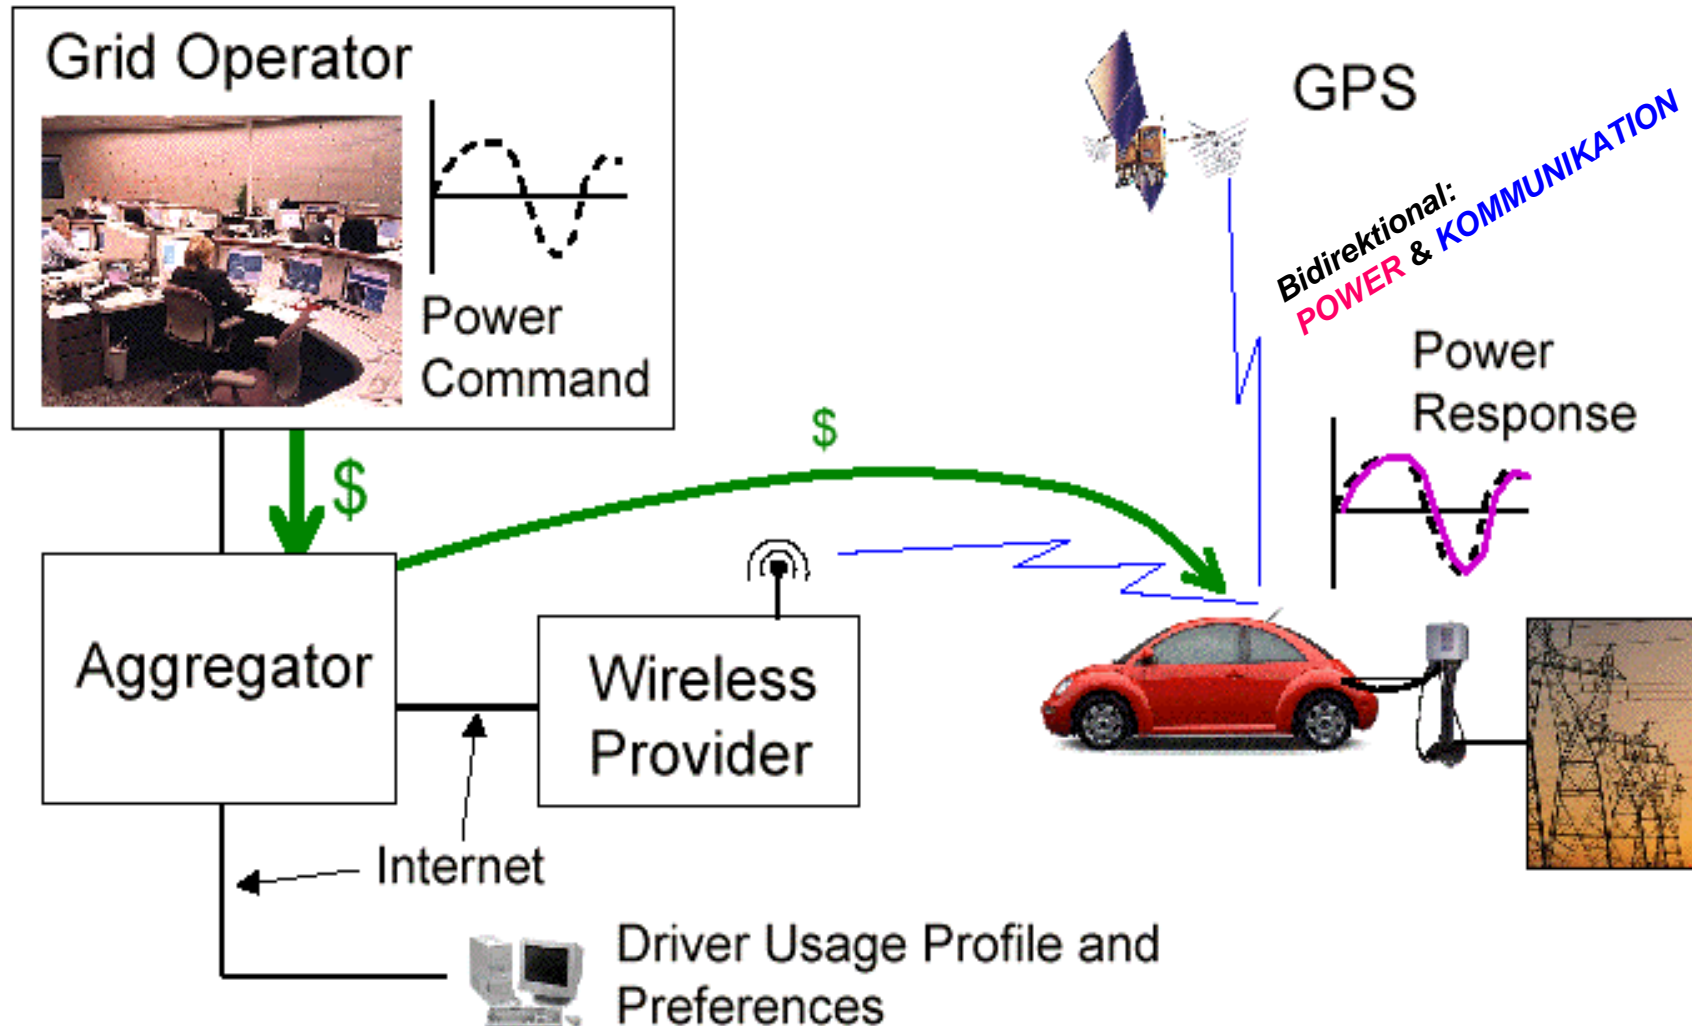 Grid Operator
Power
Command
GPS
Bidirektional:
POWER & KOMMUNIKATION
Power
Response
$
$
Aggregator
Wireless
Provider
Internet
Driver Usage Profile and
Preferences